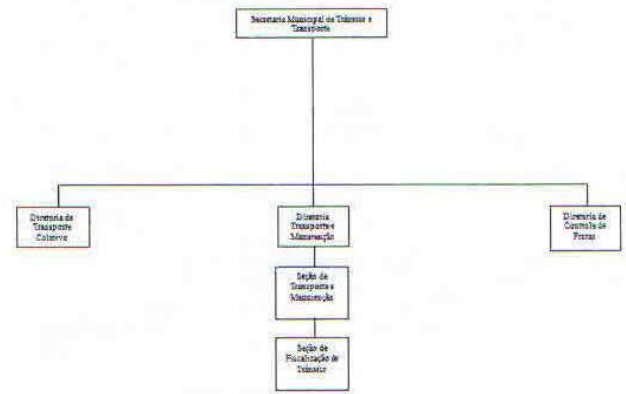 Secretaria Municipal de Trânsito e
Transporte
Diretoria de
Transporte
Coletivo
Diretoria
Transporte e
Manutenção
Diretoria de
Controle de
Frotas
Seção de
Transporte e
Manutenção
Seção de
Fiscalização de
Trânsito